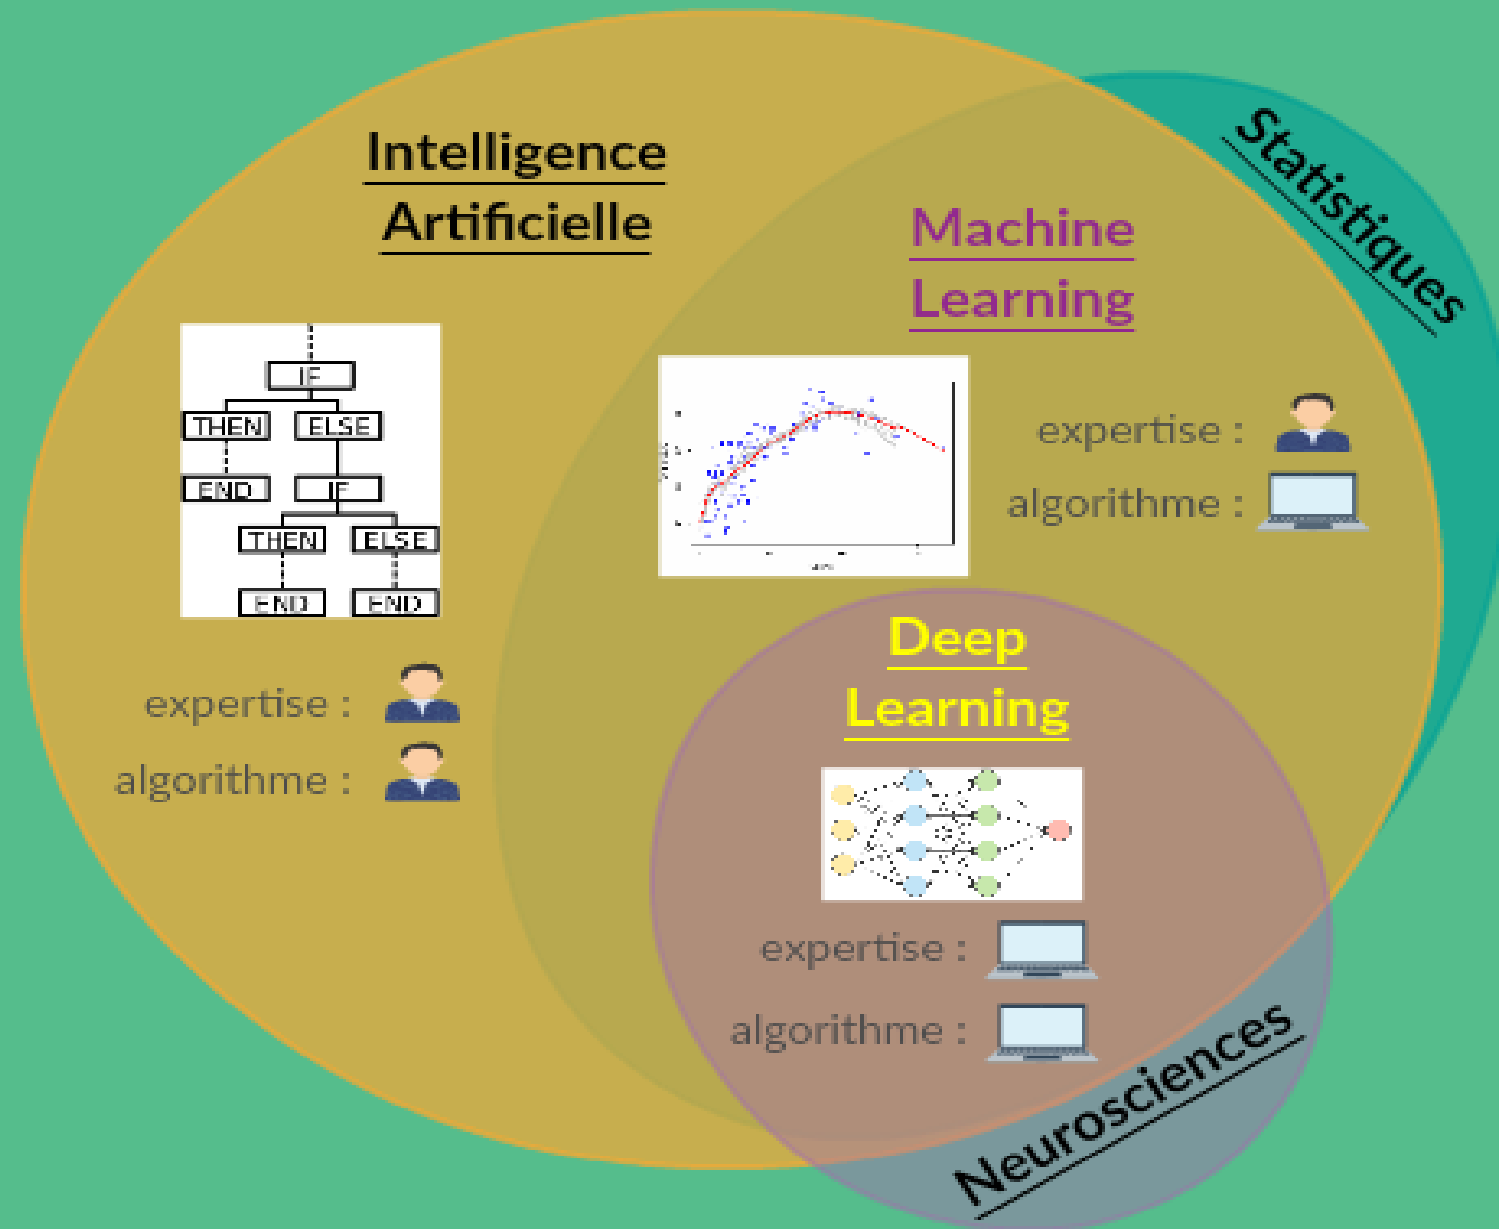 Intelligence
Artificielle
Statistiques
Machine
Learning
IF
THEN ELSE
END IF
THEN ELSE
END END
expertise :
algorithme :
expertise :
algorithme :
Deep
Learning
expertise :
algorithme :
Neurosciences